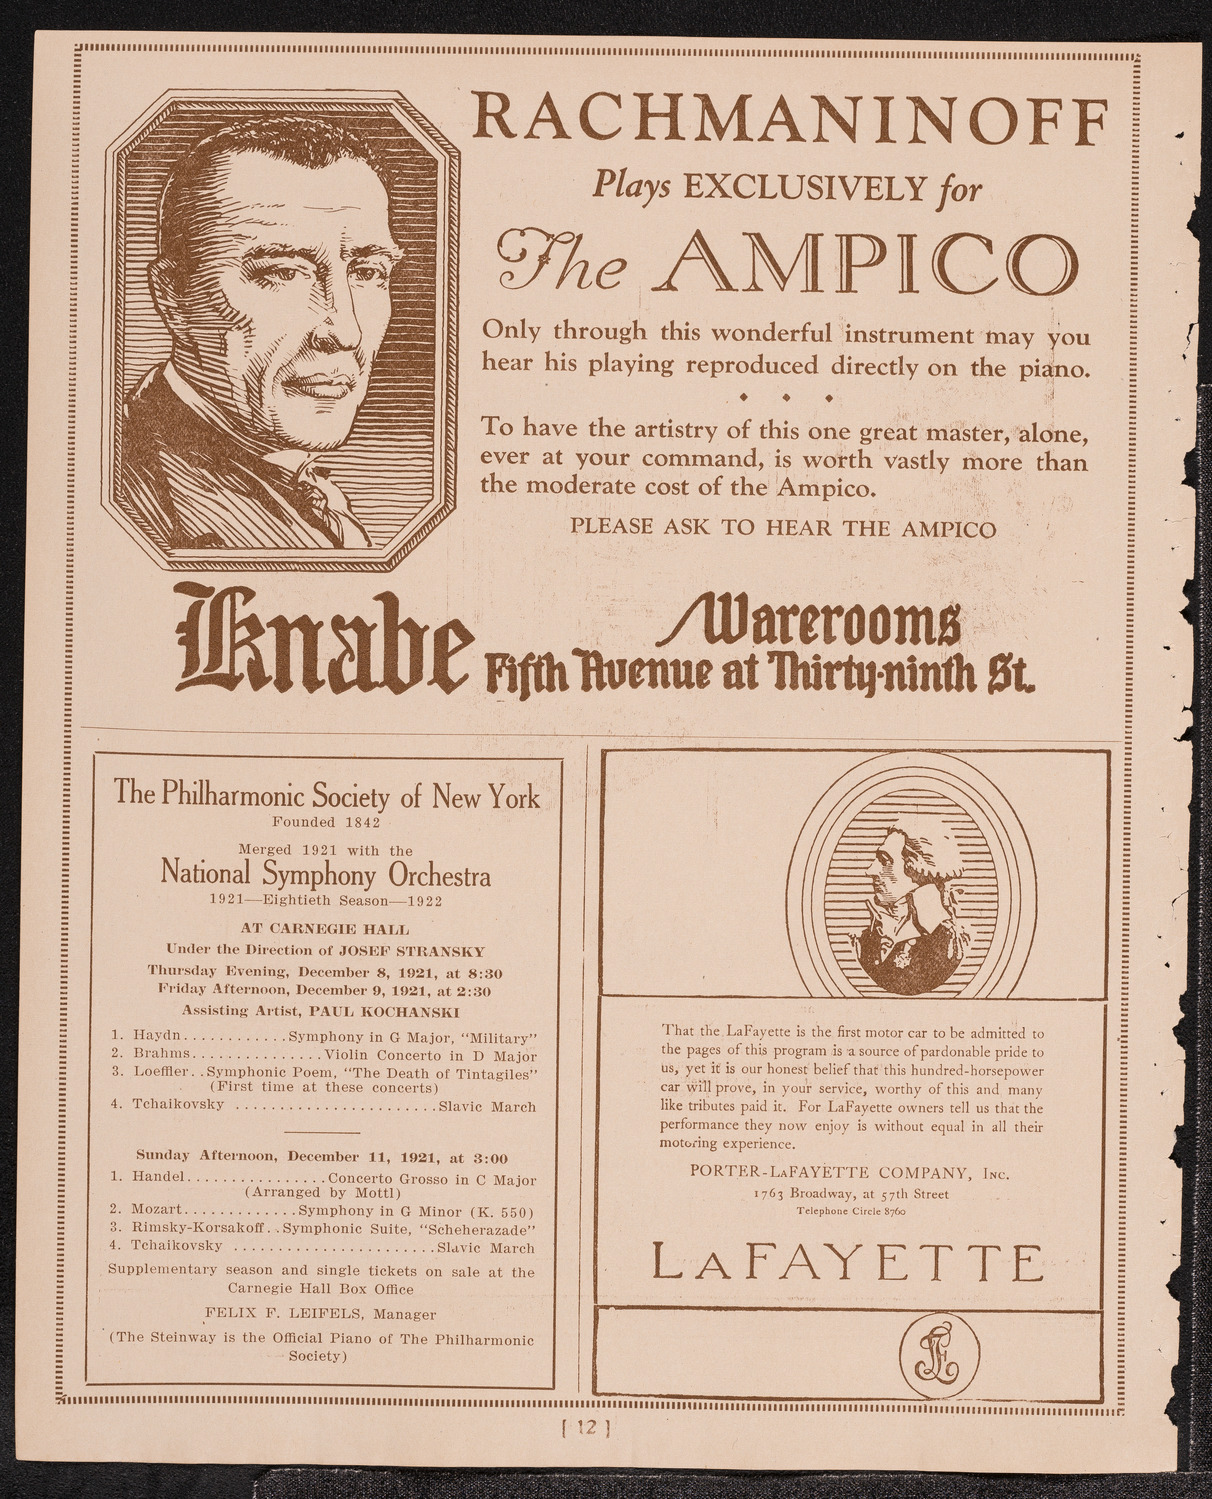 RACHMANINOFF
Plays EXCLUSIVELY for
The AMPICO
Only through this wonderful instrument may you
hear his playing reproduced directly on the piano.
To have the artistry of this one great master, alone,
ever at your command, is worth vastly more than
the moderate cost of the Ampico.
PLEASE ASK TO HEAR THE AMPICO
Knabe Warerooms
Fifth Avenue at Thirty-ninth St.
The Philharmonic Society of New York
Founded 1842
Merged 1921 with the
National Symphony Orchestra
1921—Eightieth Season—1922
AT CARNEGIE HALL
Under the Direction of JOSEF STRANSKY
Thursday Evening, December 8, 1921, at 8:30
Friday Afternoon, December 9, 1921, at 2:30
Assisting Artist, PAUL KOCHANSKI
1. Haydn............Symphony in G Major, "Military"
2. Brahms...............Violin Concerto in D Major
3. Loeffler..Symphonic Poem, "The Death of Tintagiles"
(First time at these concerts)
4. Tchaikovsky .......................Slavic March
Sunday Afternoon, December 11, 1921, at 3:00
1. Handel................Concerto Grosso in C Major
(Arranged by Mottl)
2. Mozart.............Symphony in G Minor (K. 550)
3. Rimsky-Korsakoff..Symphonic Suite, "Scheherazade"
4. Tchaikovsky .......................Slavic March
Supplementary season and single tickets on sale at the
Carnegie Hall Box Office
FELIX F. LEIFELS, Manager
(The Steinway is the Official Piano of The Philharmonic
Society)
That the LaFayette is the first motor car to be admitted to
the pages of this program is a source of pardonable pride to
us, yet it is our honest belief that this hundred-horsepower
car will prove, in your service, worthy of this and many
like tributes paid it. For LaFayette owners tell us that the
performance they now enjoy is without equal in all their
motoring experience.
PORTER-LAFAYETTE COMPANY, INC.
1763 Broadway, at 57th Street
Telephone Circle 8760
LAFAYETTE
[ 12 ]